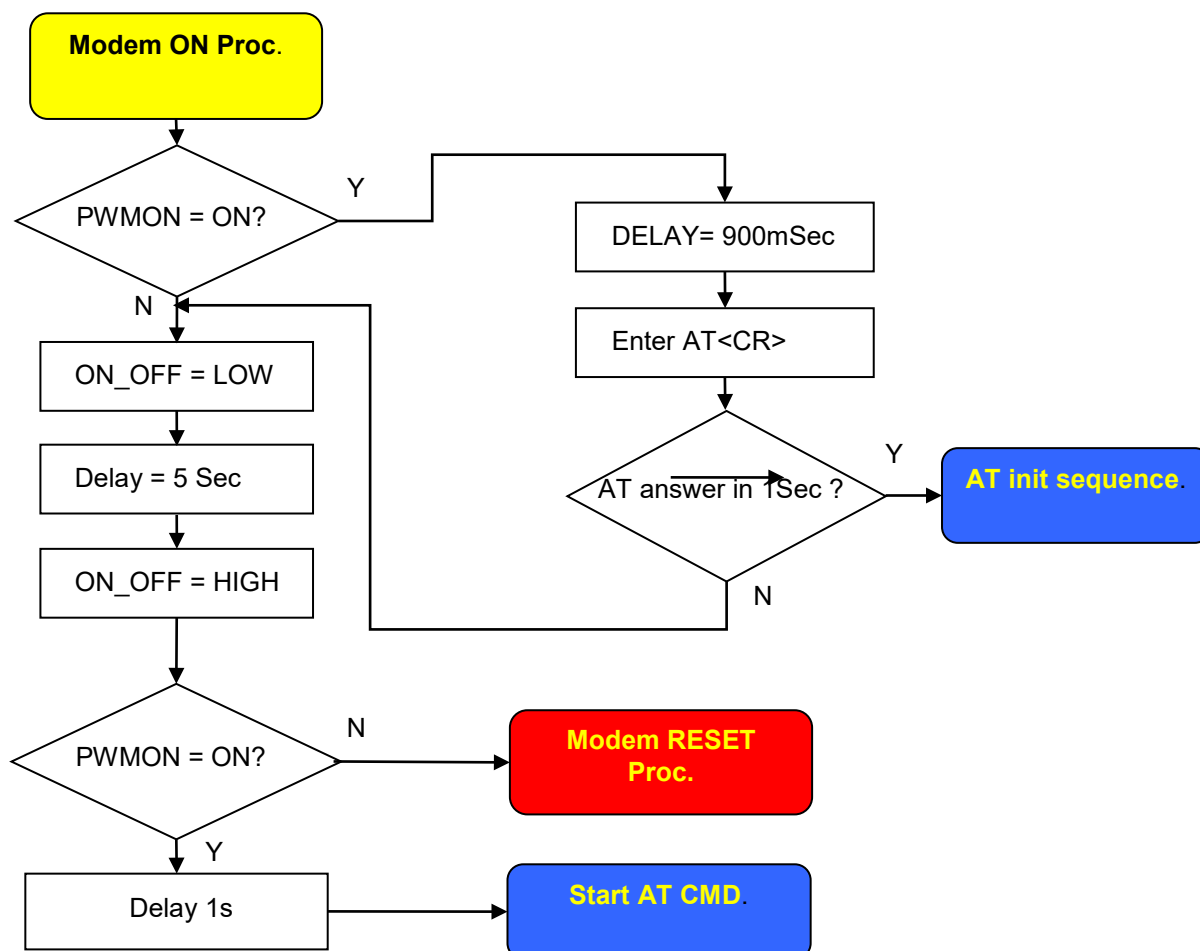 Modem ON Proc.
PWMON = ON?
Y
N
DELAY= 900mSec
Enter AT<CR>
AT answer in 1Sec ?
Y
AT init sequence.
N
ON_OFF = LOW
Delay = 5 Sec
ON_OFF = HIGH
PWMON = ON?
N
Modem RESET
Proc.
Y
Delay 1s
Start AT CMD.